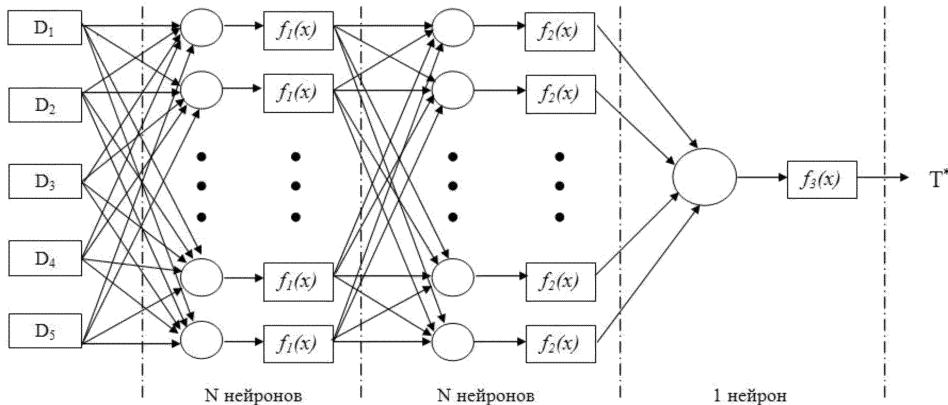 D₁ f₁(x) f₂(x)
D₂ f₁(x) f₂(x)
D₃ f₃(x) T*
D₄ f₁(x) f₂(x)
D₅ f₁(x) f₂(x)
N нейронов N нейронов 1 нейрон